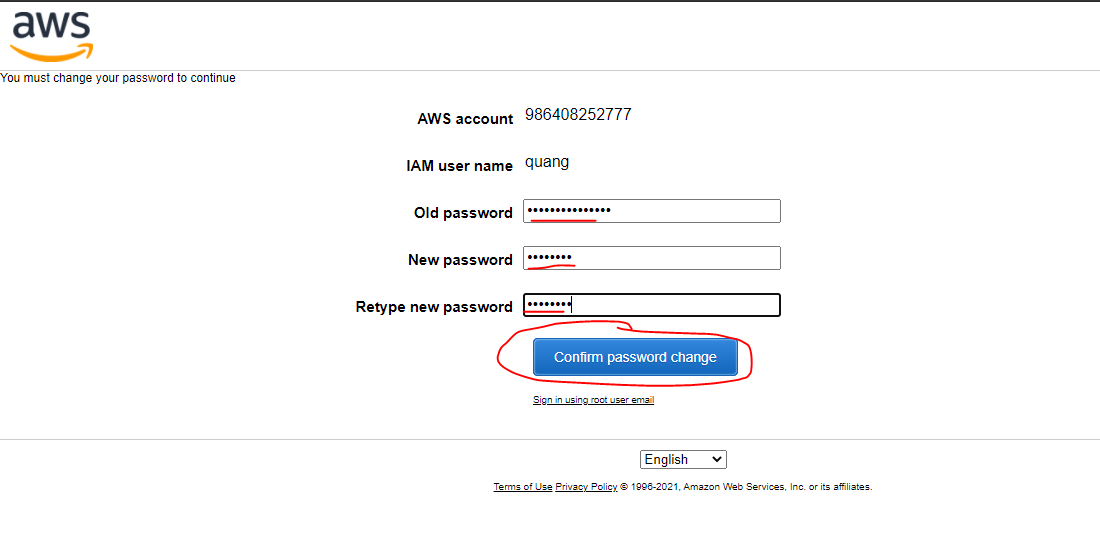 aws
You must change your password to continue
AWS account 986408252777
IAM user name quang
Old password •••••••••••••••
New password ••••••••
Retype new password ••••••••
Confirm password change
Sign in using root user email
English
Terms of Use Privacy Policy © 1996-2021, Amazon Web Services, Inc. or its affiliates.